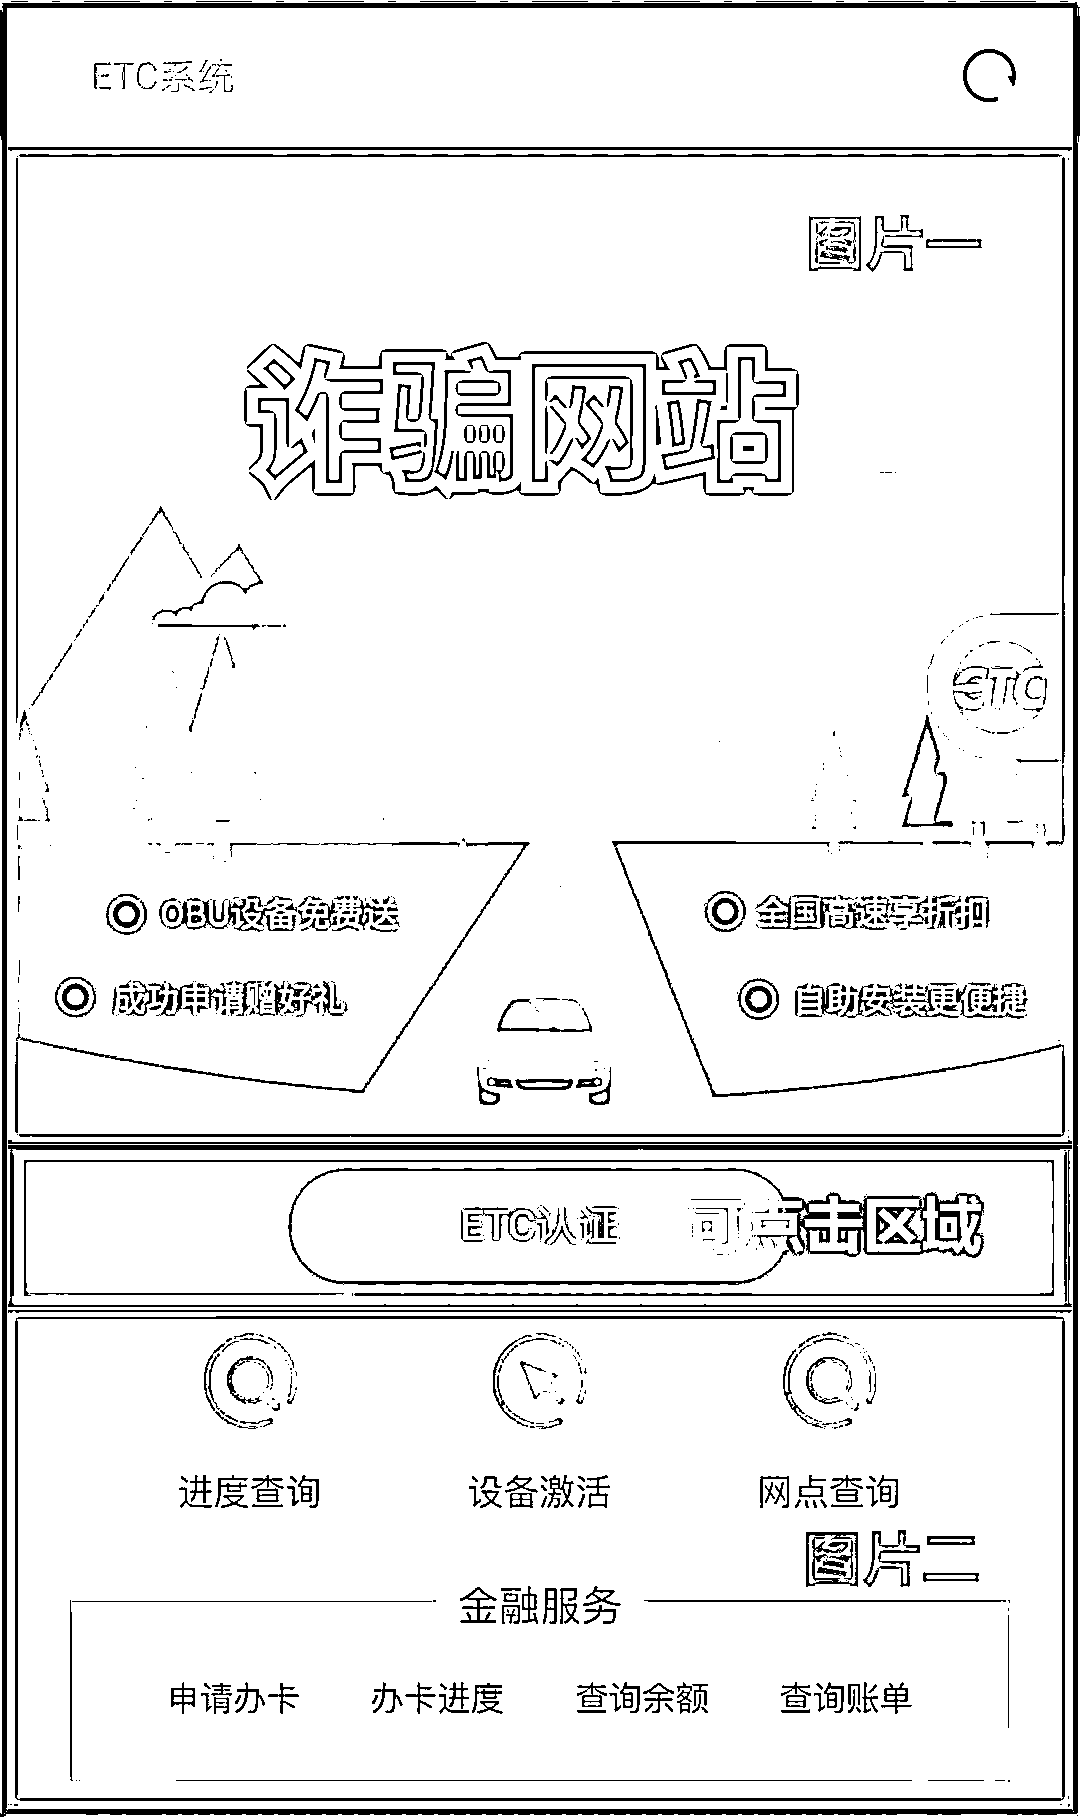 ETC系统
图片一
诈骗网站
ETC
OBU设备免费送
全国高速享折扣
成功申请赠好礼
自助安装更便捷
ETC认证
可点击区域
进度查询 设备激活 网点查询
图片二
金融服务
申请办卡 办卡进度 查询余额 查询账单